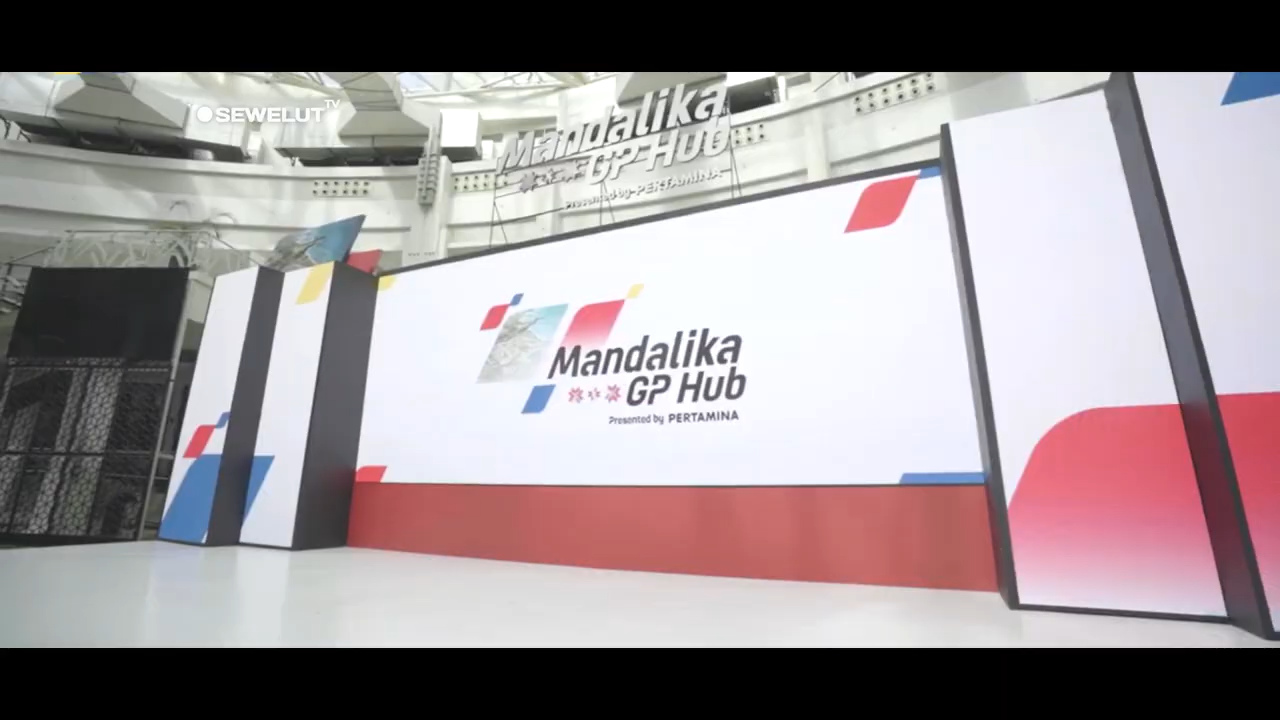 SEWELUT TV
Mandalika
GP Hub
Presented by PERTAMINA
Mandalika
GP Hub
Presented by PERTAMINA